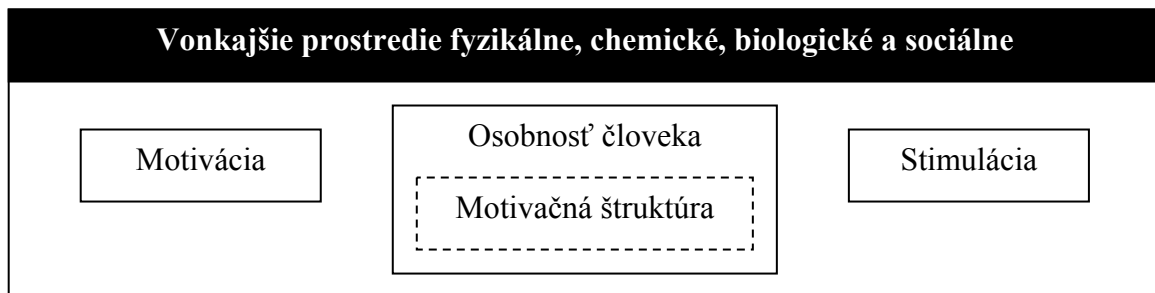 Vonkajšie prostredie fyzikálne, chemické, biologické a sociálne
Motivácia
Osobnosť človeka
Motivačná štruktúra
Stimulácia